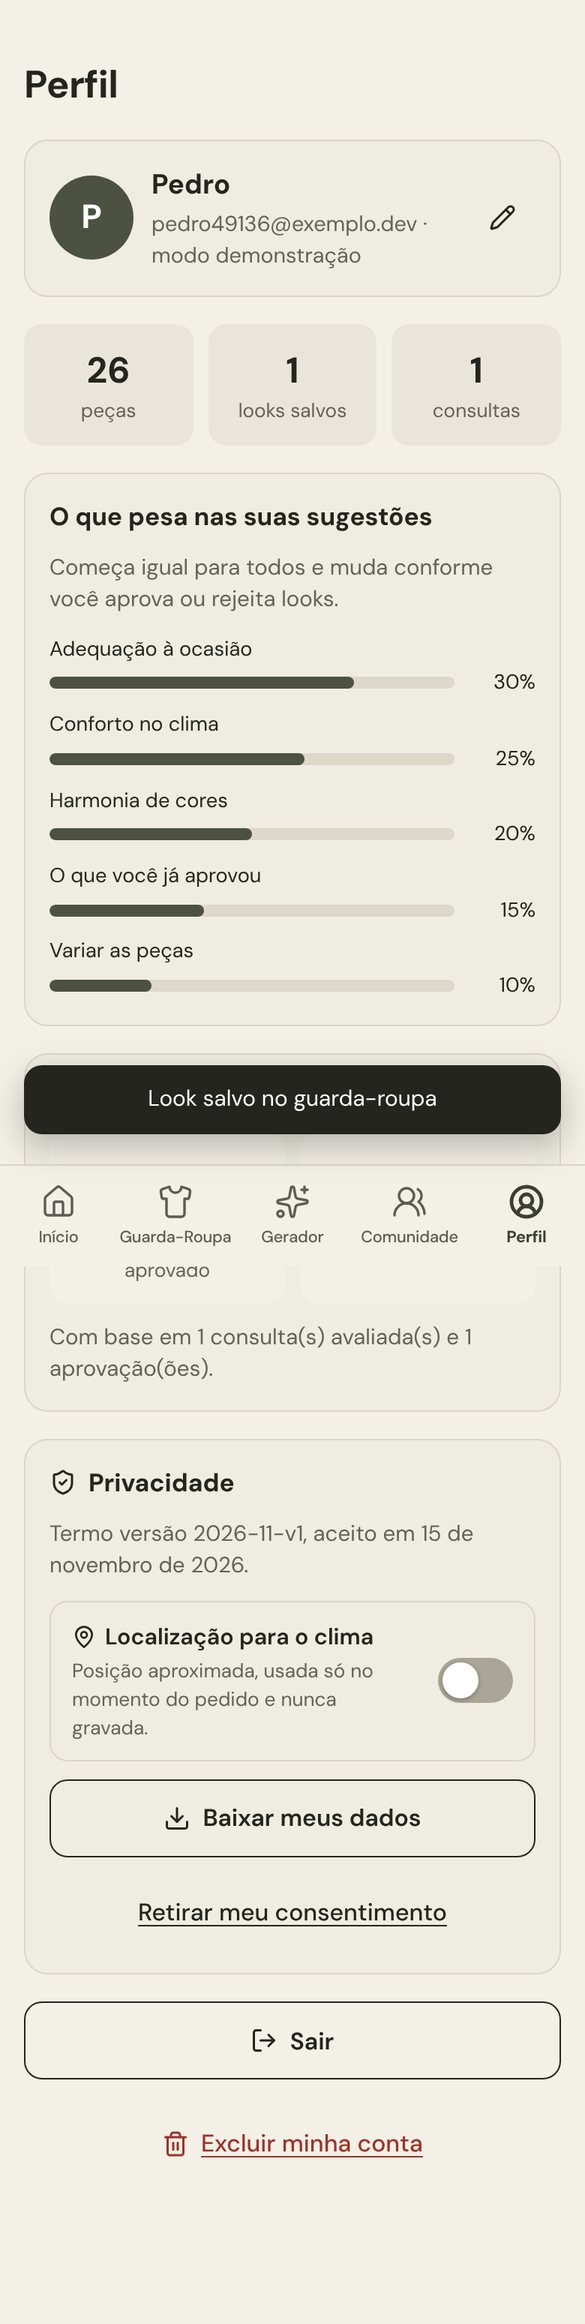 Perfil
P
Pedro
pedro49136@exemplo.dev ·
modo demonstração
26
peças
1
looks salvos
1
consultas
O que pesa nas suas sugestões
Começa igual para todos e muda conforme
você aprova ou rejeita looks.
Adequação à ocasião
30%
Conforto no clima
25%
Harmonia de cores
20%
O que você já aprovou
15%
Variar as peças
10%
Look salvo no guarda-roupa
Início
Guarda-Roupa
Gerador
Comunidade
Perfil
aprovado
Com base em 1 consulta(s) avaliada(s) e 1
aprovação(ões).
Privacidade
Termo versão 2026-11-v1, aceito em 15 de
novembro de 2026.
Localização para o clima
Posição aproximada, usada só no
momento do pedido e nunca
gravada.
Baixar meus dados
Retirar meu consentimento
Sair
Excluir minha conta